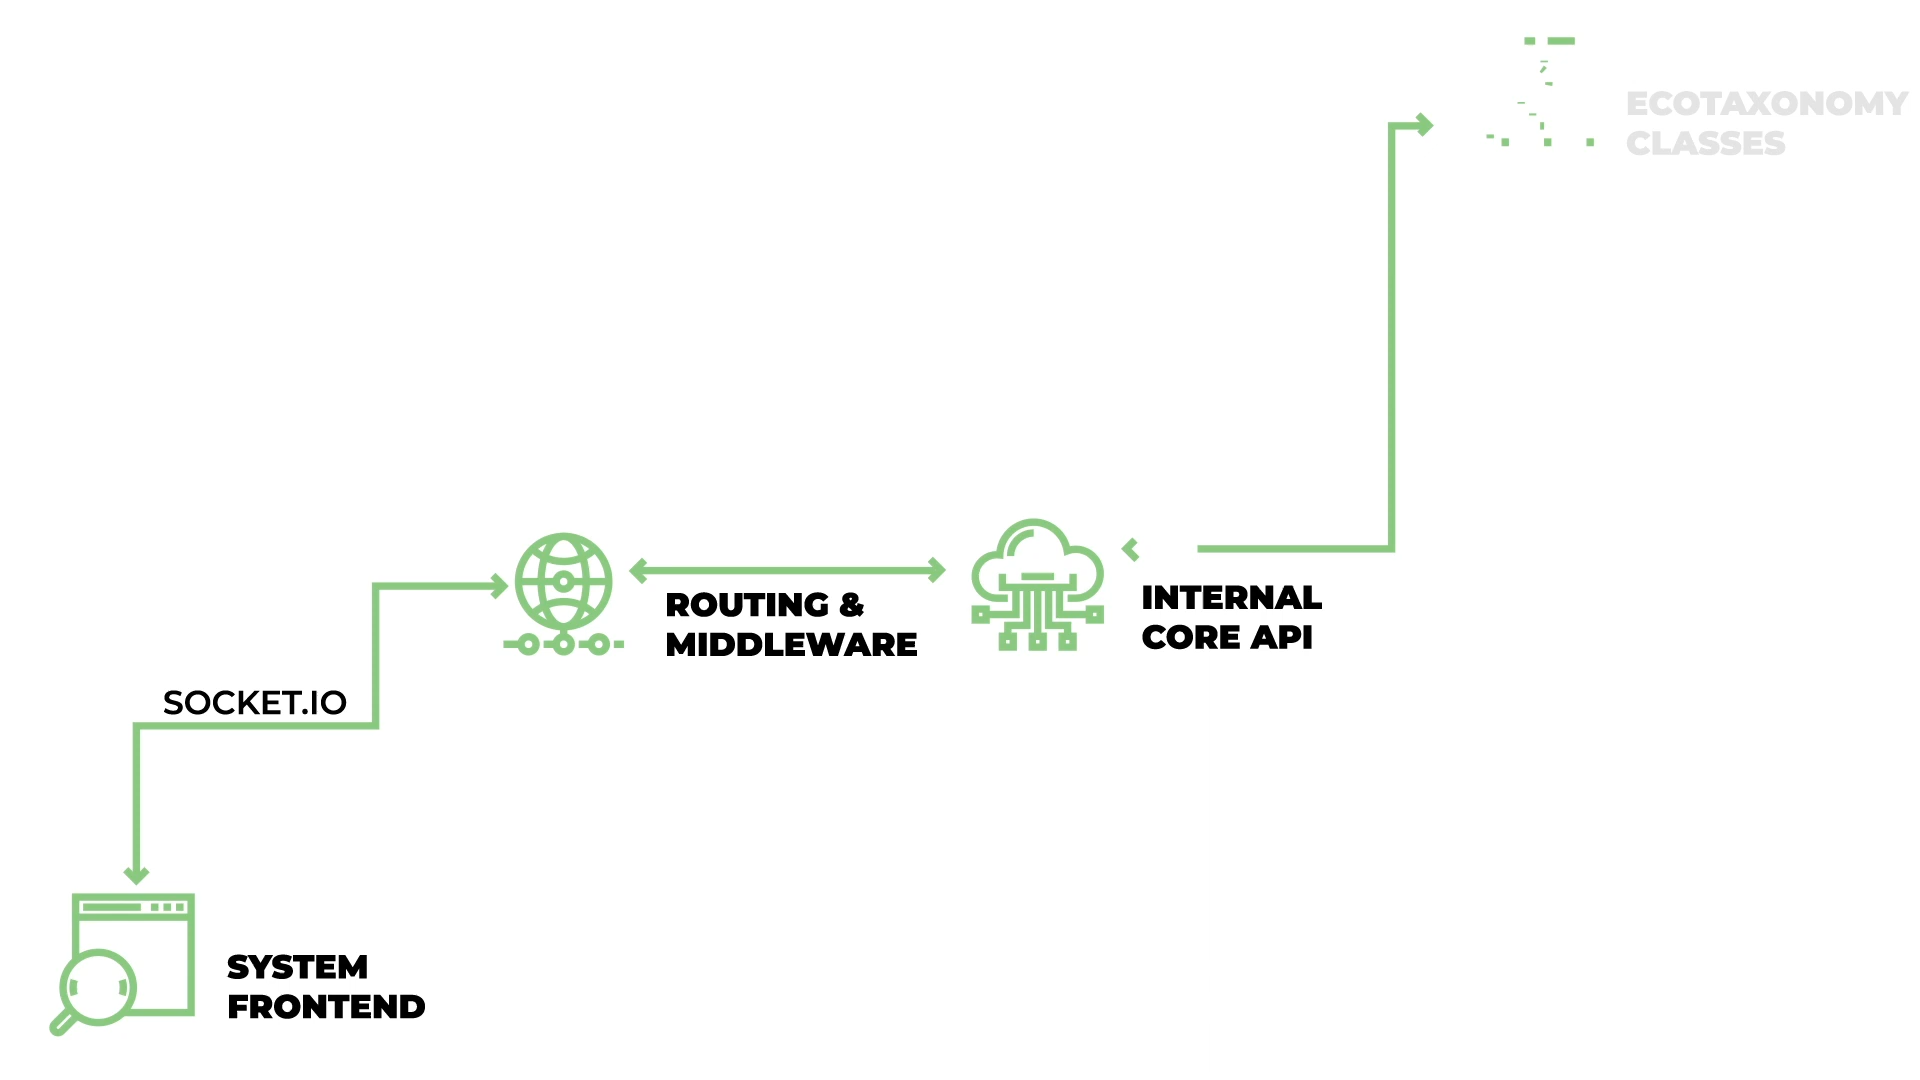 ECOTAXONOMY
CLASSES
INTERNAL
CORE API
ROUTING &
MIDDLEWARE
SOCKET.IO
SYSTEM
FRONTEND